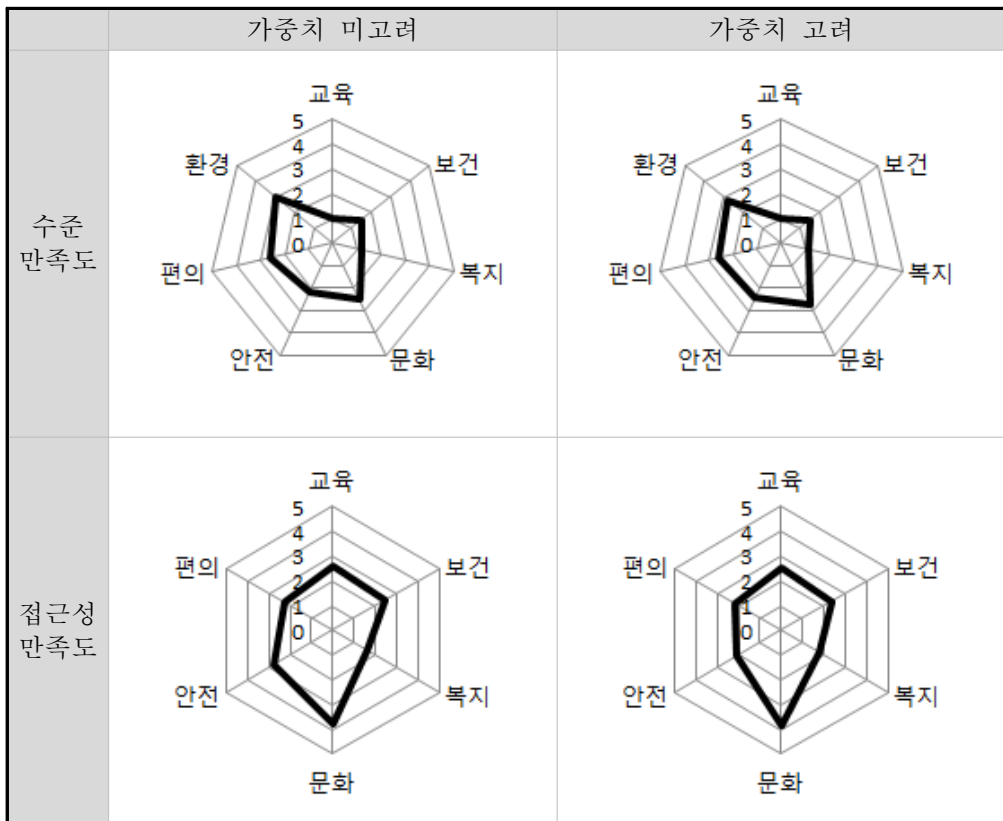 가중치 미고려
가중치 고려
수준
만족도
교육
5
4
3
2
1
0
보건
복지
문화
안전
편의
환경
교육
5
4
3
2
1
0
보건
복지
문화
안전
편의
환경
접근성
만족도
교육
5
4
3
2
1
0
보건
복지
문화
안전
편의
교육
5
4
3
2
1
0
보건
복지
문화
안전
편의